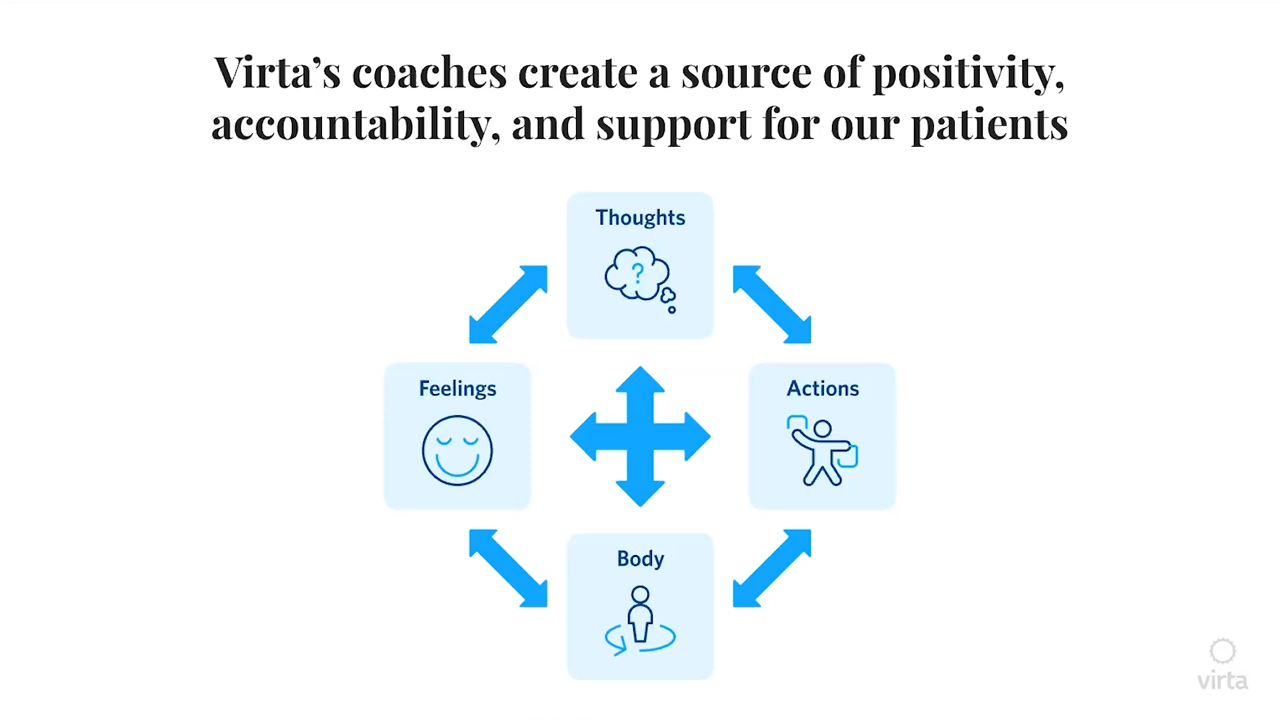 Virta’s coaches create a source of positivity,
accountability, and support for our patients
Thoughts
?
Feelings
Actions
Body
virta